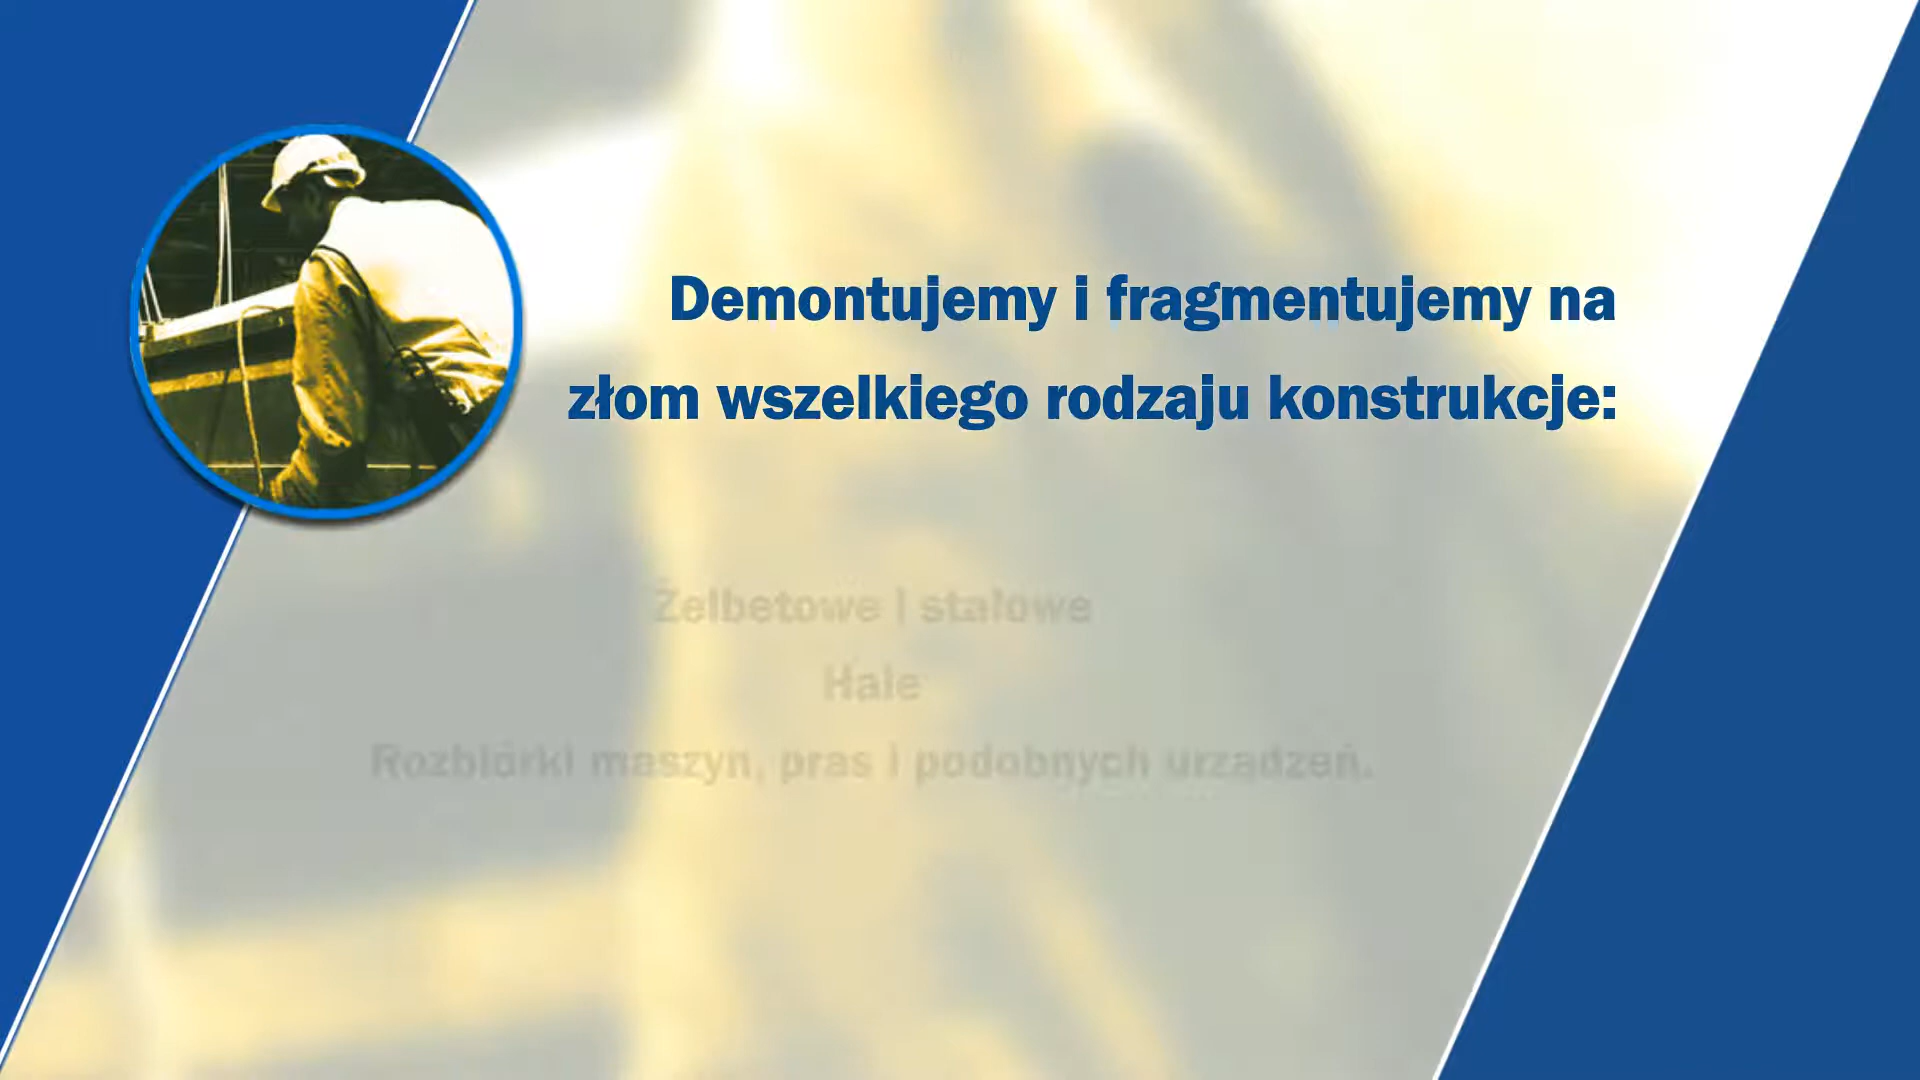 Demontujemy i fragmentujemy na
złom wszelkiego rodzaju konstrukcje:
Żelbetowe i stalowe
Hale
Rozbiórki maszyn, pras i podobnych urządzeń.